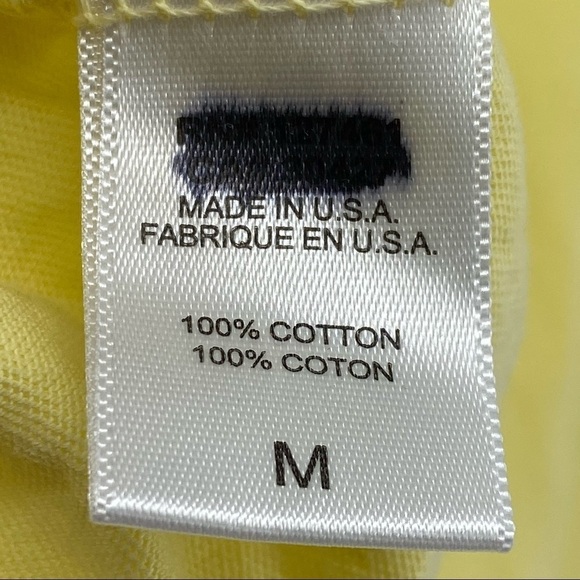 MADE IN U.S.A.
FABRIQUE EN U.S.A.
100% COTTON
100% COTON
M